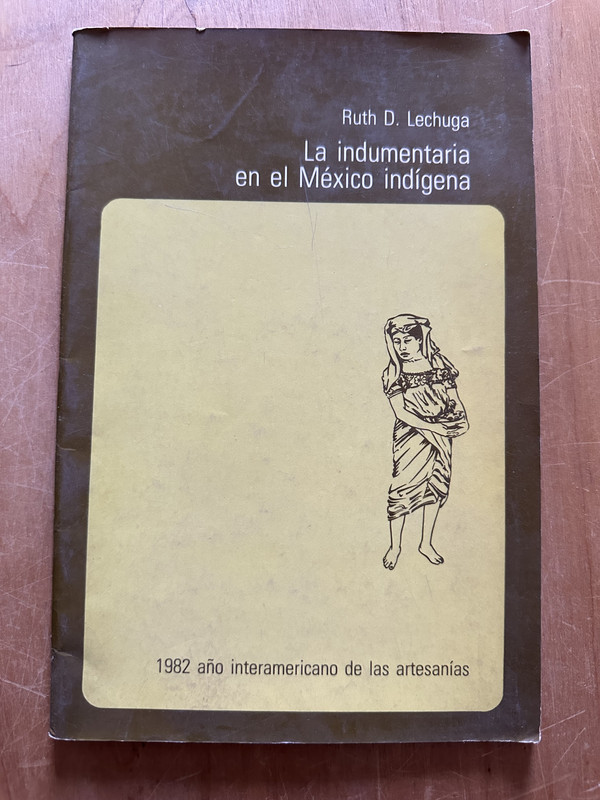 Ruth D. Lechuga
La indumentaria
en el México indígena
1982 año interamericano de las artesanías